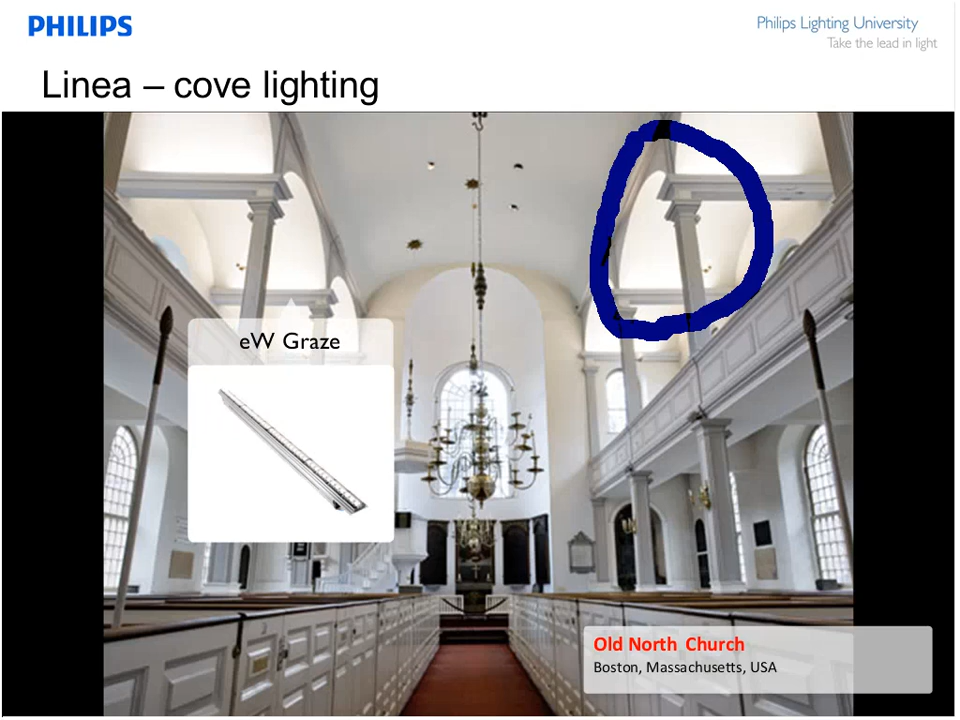 PHILIPS
Philips Lighting University
Take the lead in light
Linea – cove lighting
eW Graze
Old North Church
Boston, Massachusetts, USA